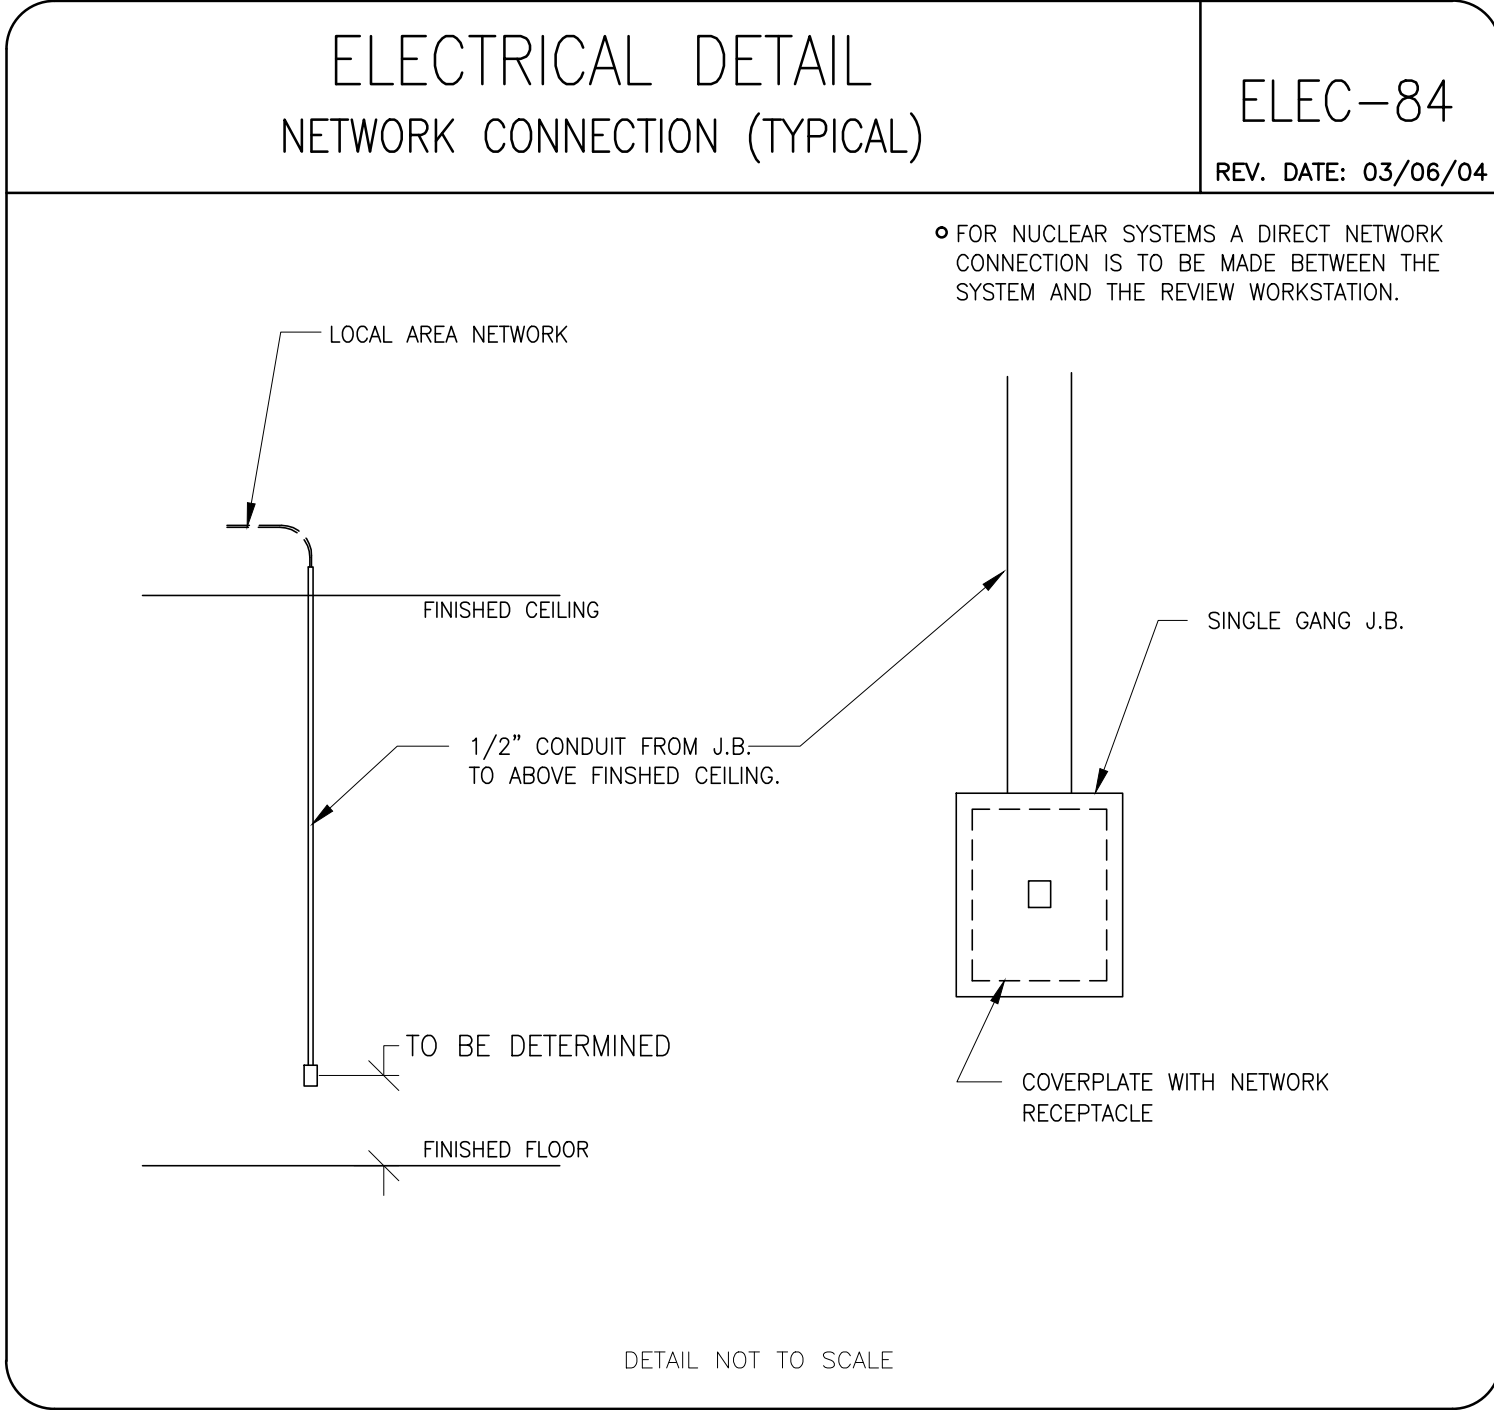 ELECTRICAL DETAIL
NETWORK CONNECTION (TYPICAL)
ELEC-84
REV. DATE: 03/06/04
FOR NUCLEAR SYSTEMS A DIRECT NETWORK
CONNECTION IS TO BE MADE BETWEEN THE
SYSTEM AND THE REVIEW WORKSTATION.
LOCAL AREA NETWORK
FINISHED CEILING
SINGLE GANG J.B.
1/2" CONDUIT FROM J.B.
TO ABOVE FINSHED CEILING.
TO BE DETERMINED
COVERPLATE WITH NETWORK
RECEPTACLE
FINISHED FLOOR
DETAIL NOT TO SCALE